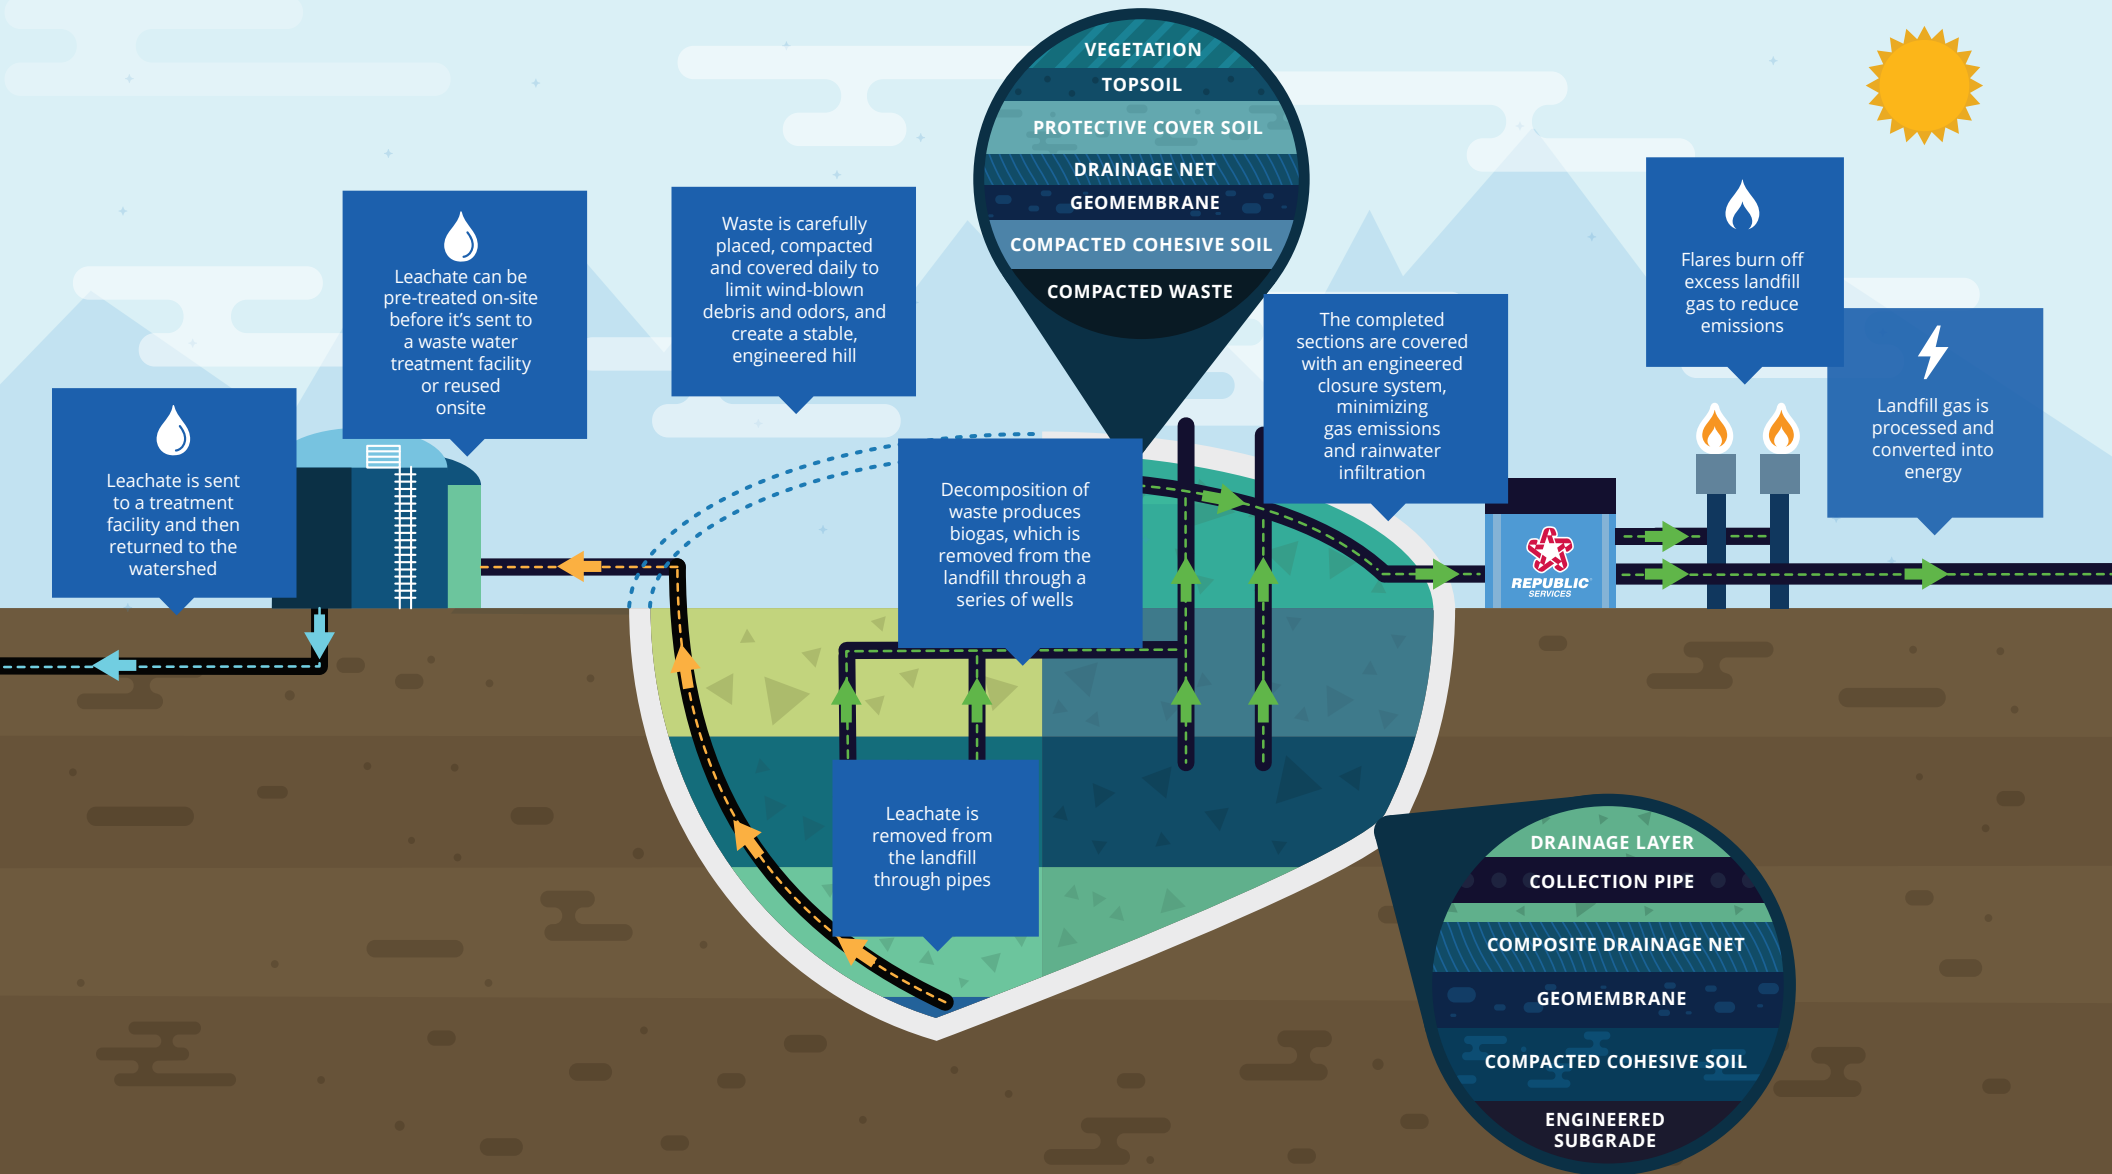 VEGETATION
TOPSOIL
PROTECTIVE COVER SOIL
DRAINAGE NET
GEOMEMBRANE
COMPACTED COHESIVE SOIL
COMPACTED WASTE
Leachate is sent
to a treatment
facility and then
returned to the
watershed
Leachate can be
pre-treated on-site
before it’s sent to
a waste water
treatment facility
or reused
onsite
Waste is carefully
placed, compacted
and covered daily to
limit wind-blown
debris and odors, and
create a stable,
engineered hill
Decomposition of
waste produces
biogas, which is
removed from the
landfill through a
series of wells
The completed
sections are covered
with an engineered
closure system,
minimizing
gas emissions
and rainwater
infiltration
Flares burn off
excess landfill
gas to reduce
emissions
Landfill gas is
processed and
converted into
energy
REPUBLIC
SERVICES
Leachate is
removed from
the landfill
through pipes
DRAINAGE LAYER
COLLECTION PIPE
COMPOSITE DRAINAGE NET
GEOMEMBRANE
COMPACTED COHESIVE SOIL
ENGINEERED
SUBGRADE